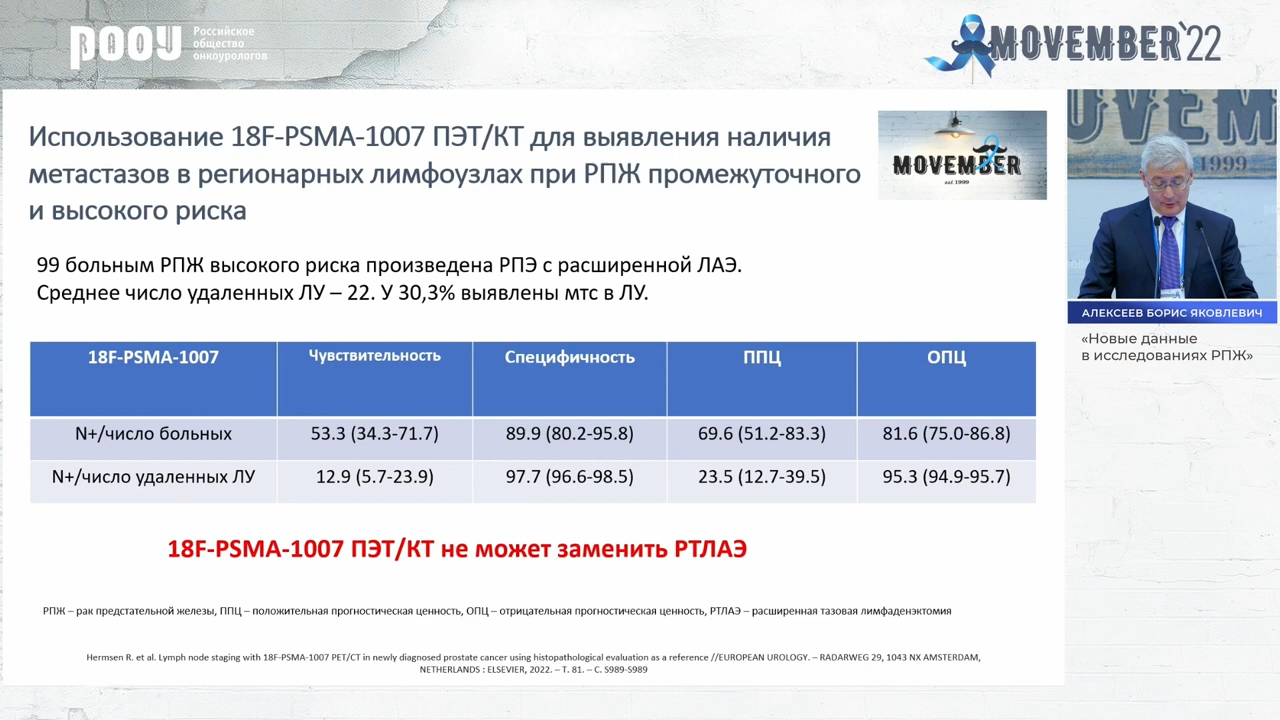 РООУ
Российское
общество
онкоурологов
MOVEMBER'22
Использование 18F-PSMA-1007 ПЭТ/КТ для выявления наличия
метастазов в регионарных лимфоузлах при РПЖ промежуточного
и высокого риска
MOVEMBER
est. 1999
99 больным РПЖ высокого риска произведена РПЭ с расширенной ЛАЭ.
Среднее число удаленных ЛУ – 22. У 30,3% выявлены мтс в ЛУ.
18F-PSMA-1007 Чувствительность Специфичность ППЦ ОПЦ
N+/число больных 53.3 (34.3-71.7) 89.9 (80.2-95.8) 69.6 (51.2-83.3) 81.6 (75.0-86.8)
N+/число удаленных ЛУ 12.9 (5.7-23.9) 97.7 (96.6-98.5) 23.5 (12.7-39.5) 95.3 (94.9-95.7)
18F-PSMA-1007 ПЭТ/КТ не может заменить РТЛАЭ
РПЖ – рак предстательной железы, ППЦ – положительная прогностическая ценность, ОПЦ – отрицательная прогностическая ценность, РТЛАЭ – расширенная тазовая лимфаденэктомия
Hermsen R. et al. Lymph node staging with 18F-PSMA-1007 PET/CT in newly diagnosed prostate cancer using histopathological evaluation as a reference //EUROPEAN UROLOGY. – RADARWEG 29, 1043 NX AMSTERDAM,
NETHERLANDS : ELSEVIER, 2022. – Т. 81. – С. S989-S989
OVEM
1999
АЛЕКСЕЕВ БОРИС ЯКОВЛЕВИЧ
«Новые данные
в исследованиях РПЖ»